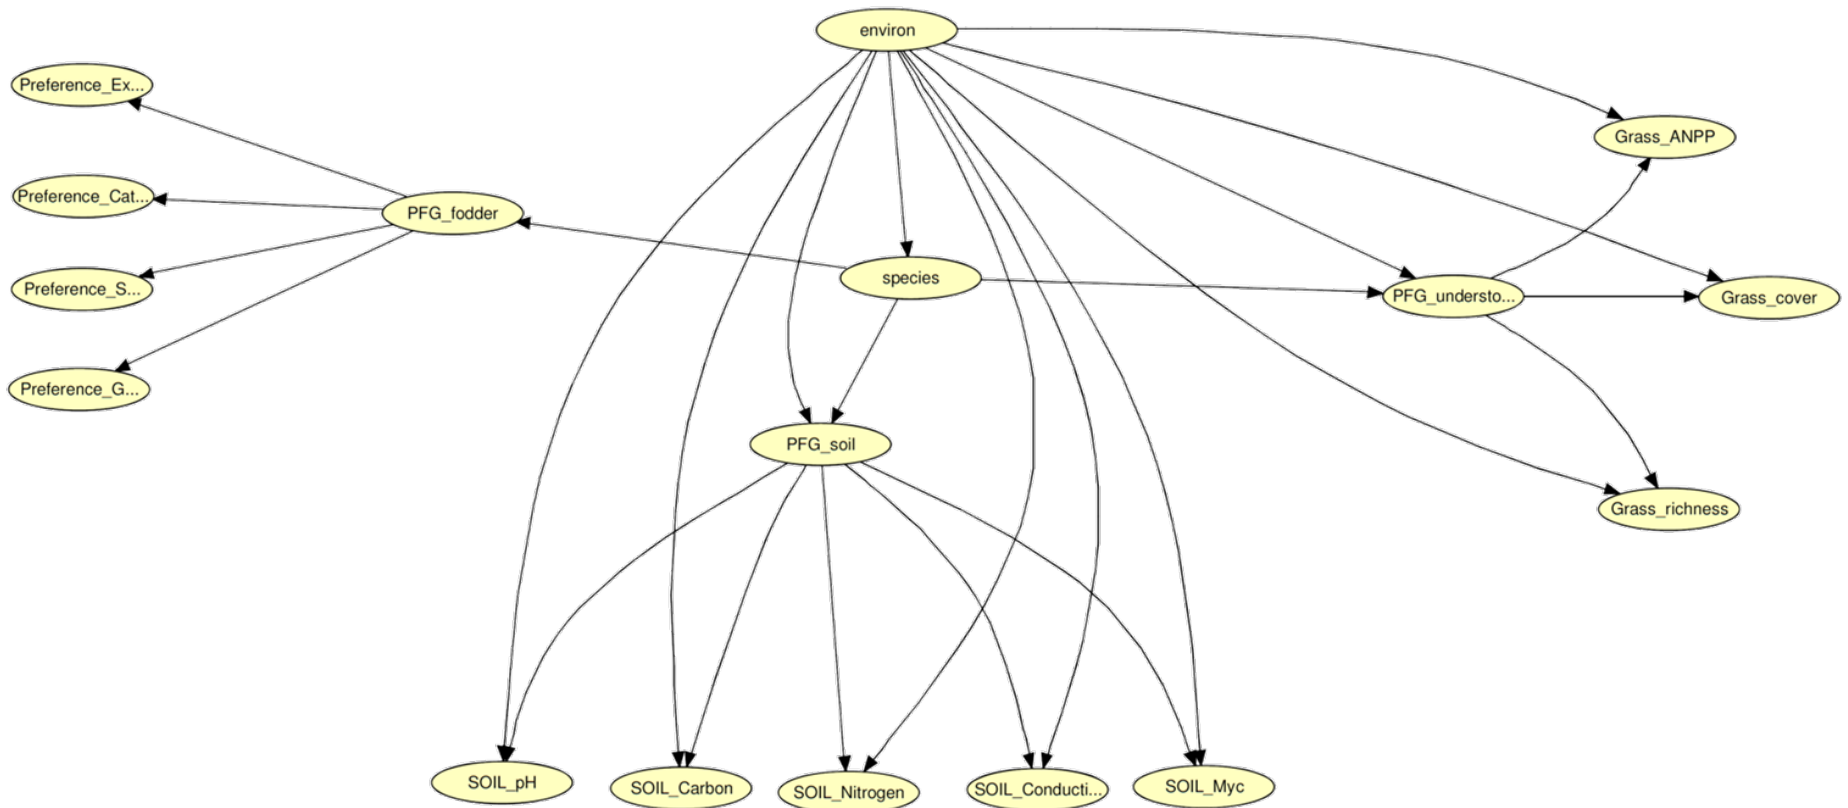 environ
Preference_Ex...
Grass_ANPP
Preference_Cat...
PFG_fodder
species
Preference_S...
PFG_understo...
Grass_cover
Preference_G...
PFG_soil
Grass_richness
SOIL_pH
SOIL_Carbon
SOIL_Nitrogen
SOIL_Conducti...
SOIL_Myc